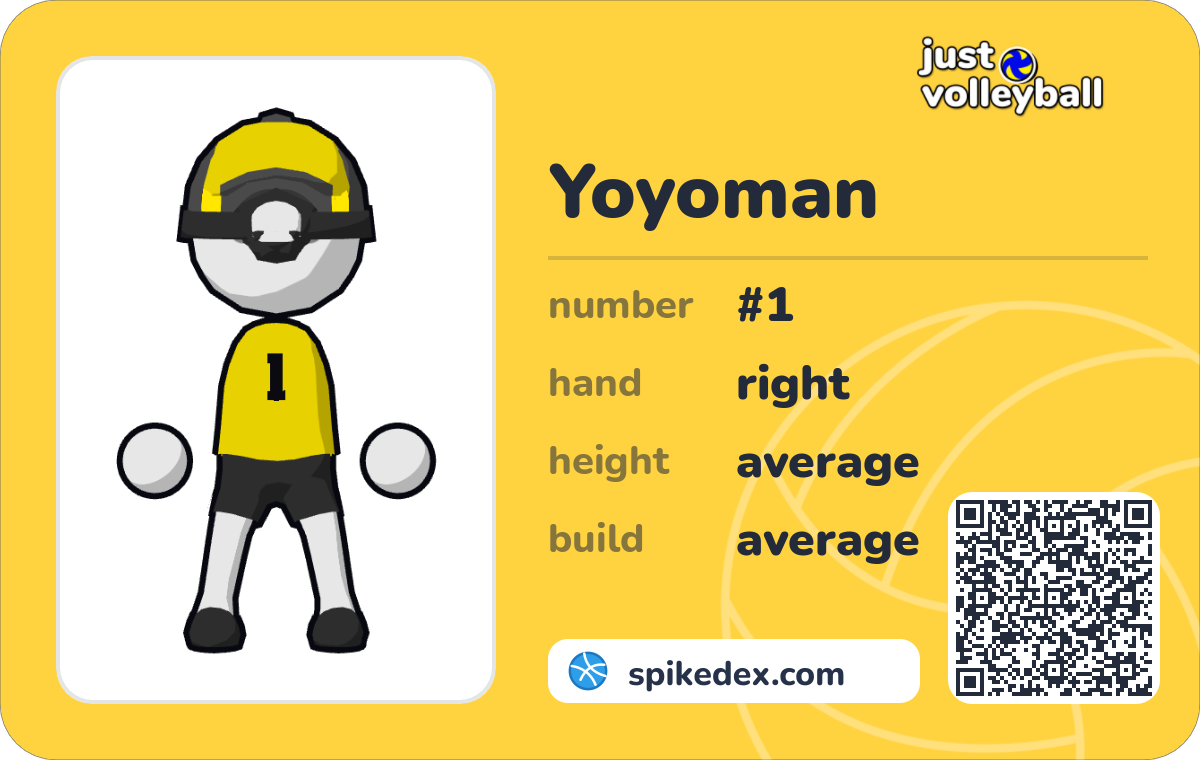 just
volleyball
Yoyoman
number #1
hand right
height average
build average
1
spikedex.com